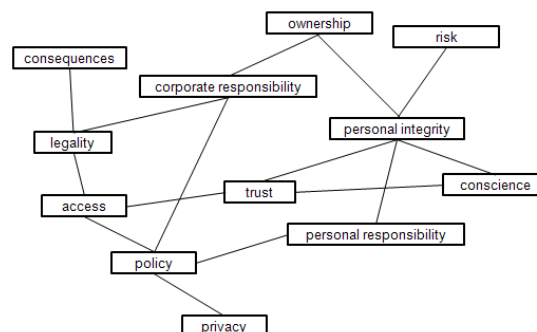 ownership
risk
consequences
corporate responsibility
personal integrity
legality
trust
conscience
access
personal responsibility
policy
privacy